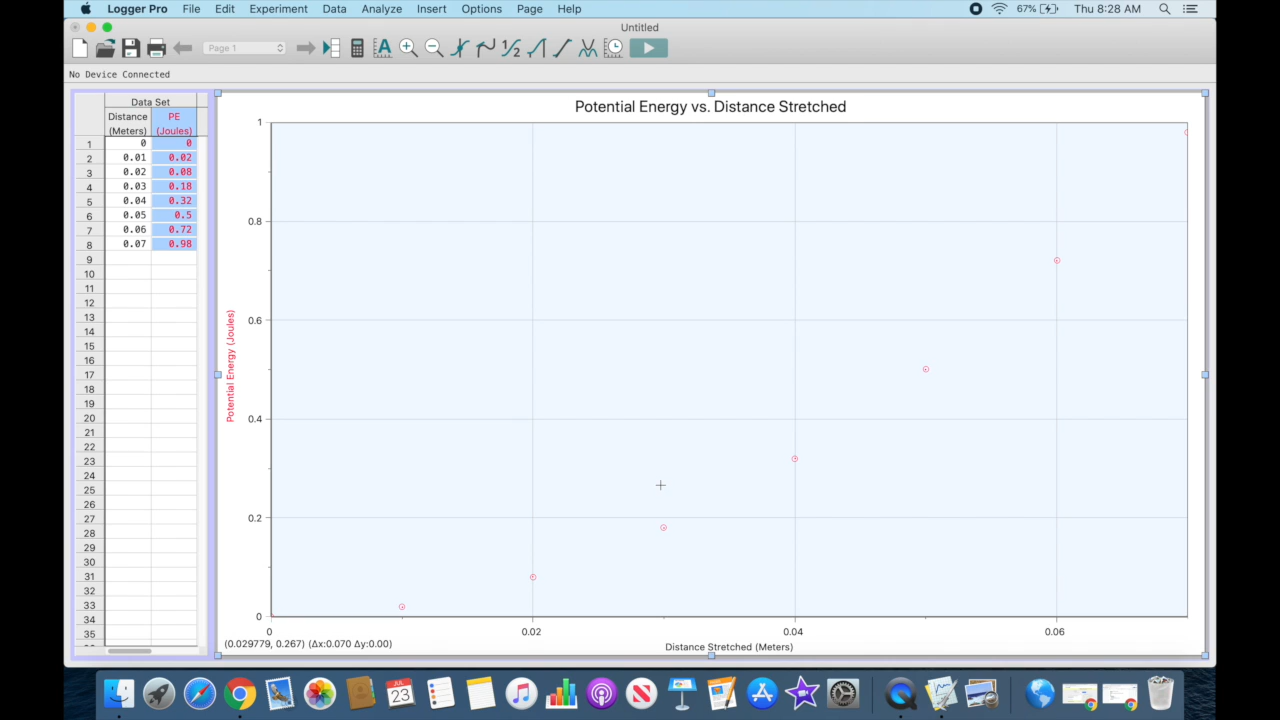 Logger Pro File Edit Experiment Data Analyze Insert Options Page Help 67% Thu 8:28 AM
Untitled
Page 1
No Device Connected
Data Set
Distance PE
(Meters) (Joules)
1 0 0
2 0.01 0.02
3 0.02 0.08
4 0.03 0.18
5 0.04 0.32
6 0.05 0.5
7 0.06 0.72
8 0.07 0.98
9
10
11
12
13
14
15
16
17
18
19
20
21
22
23
24
25
26
27
28
29
30
31
32
33
34
35
Potential Energy vs. Distance Stretched
1
0.8
0.6
0.4
0.2
0
Potential Energy (Joules)
0 0.02 0.04 0.06
(0.029779, 0.267) (Δx:0.070 Δy:0.00)
Distance Stretched (Meters)
JUL
23